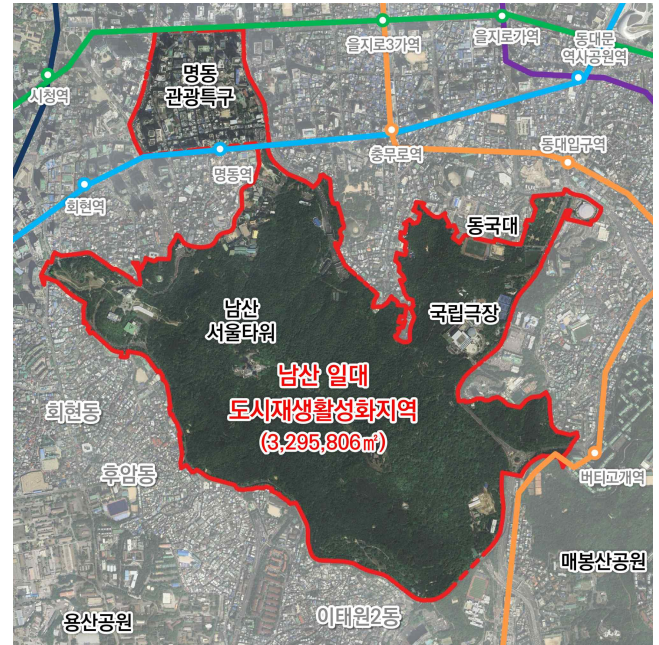 을지로3가역
을지로가역
동대문
역사공원역
명동
관광특구
시청역
충무로역
동대입구역
명동역
회현역
동국대
남산
서울타워
국립극장
남산 일대
도시재생활성화지역
(3,295,806㎡)
회현동
후암동
버티고개역
매봉산공원
용산공원
이태원2동